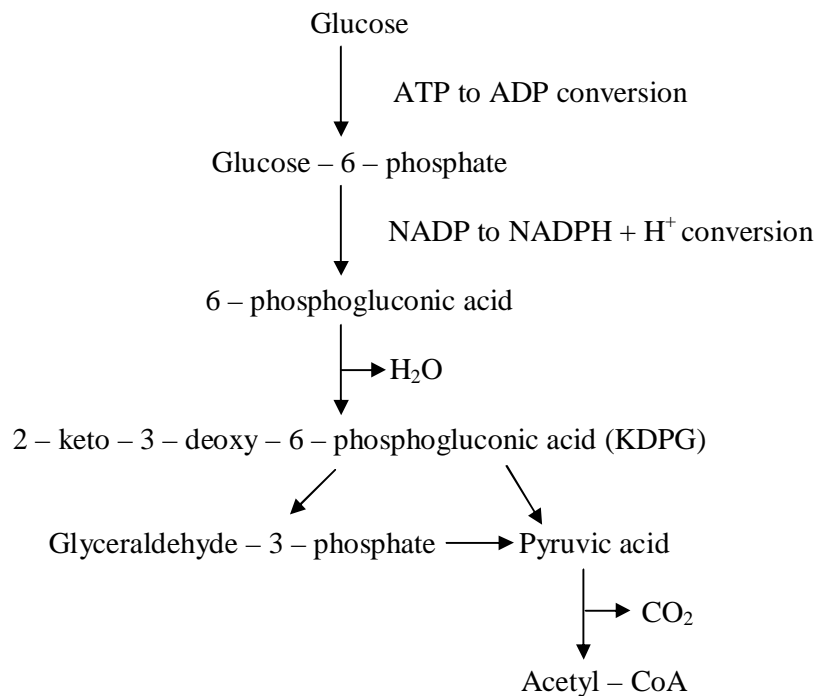 Glucose
ATP to ADP conversion
Glucose – 6 – phosphate
NADP to NADPH + H⁺ conversion
6 – phosphogluconic acid
H₂O
2 – keto – 3 – deoxy – 6 – phosphogluconic acid (KDPG)
Glyceraldehyde – 3 – phosphate Pyruvic acid
CO₂
Acetyl – CoA